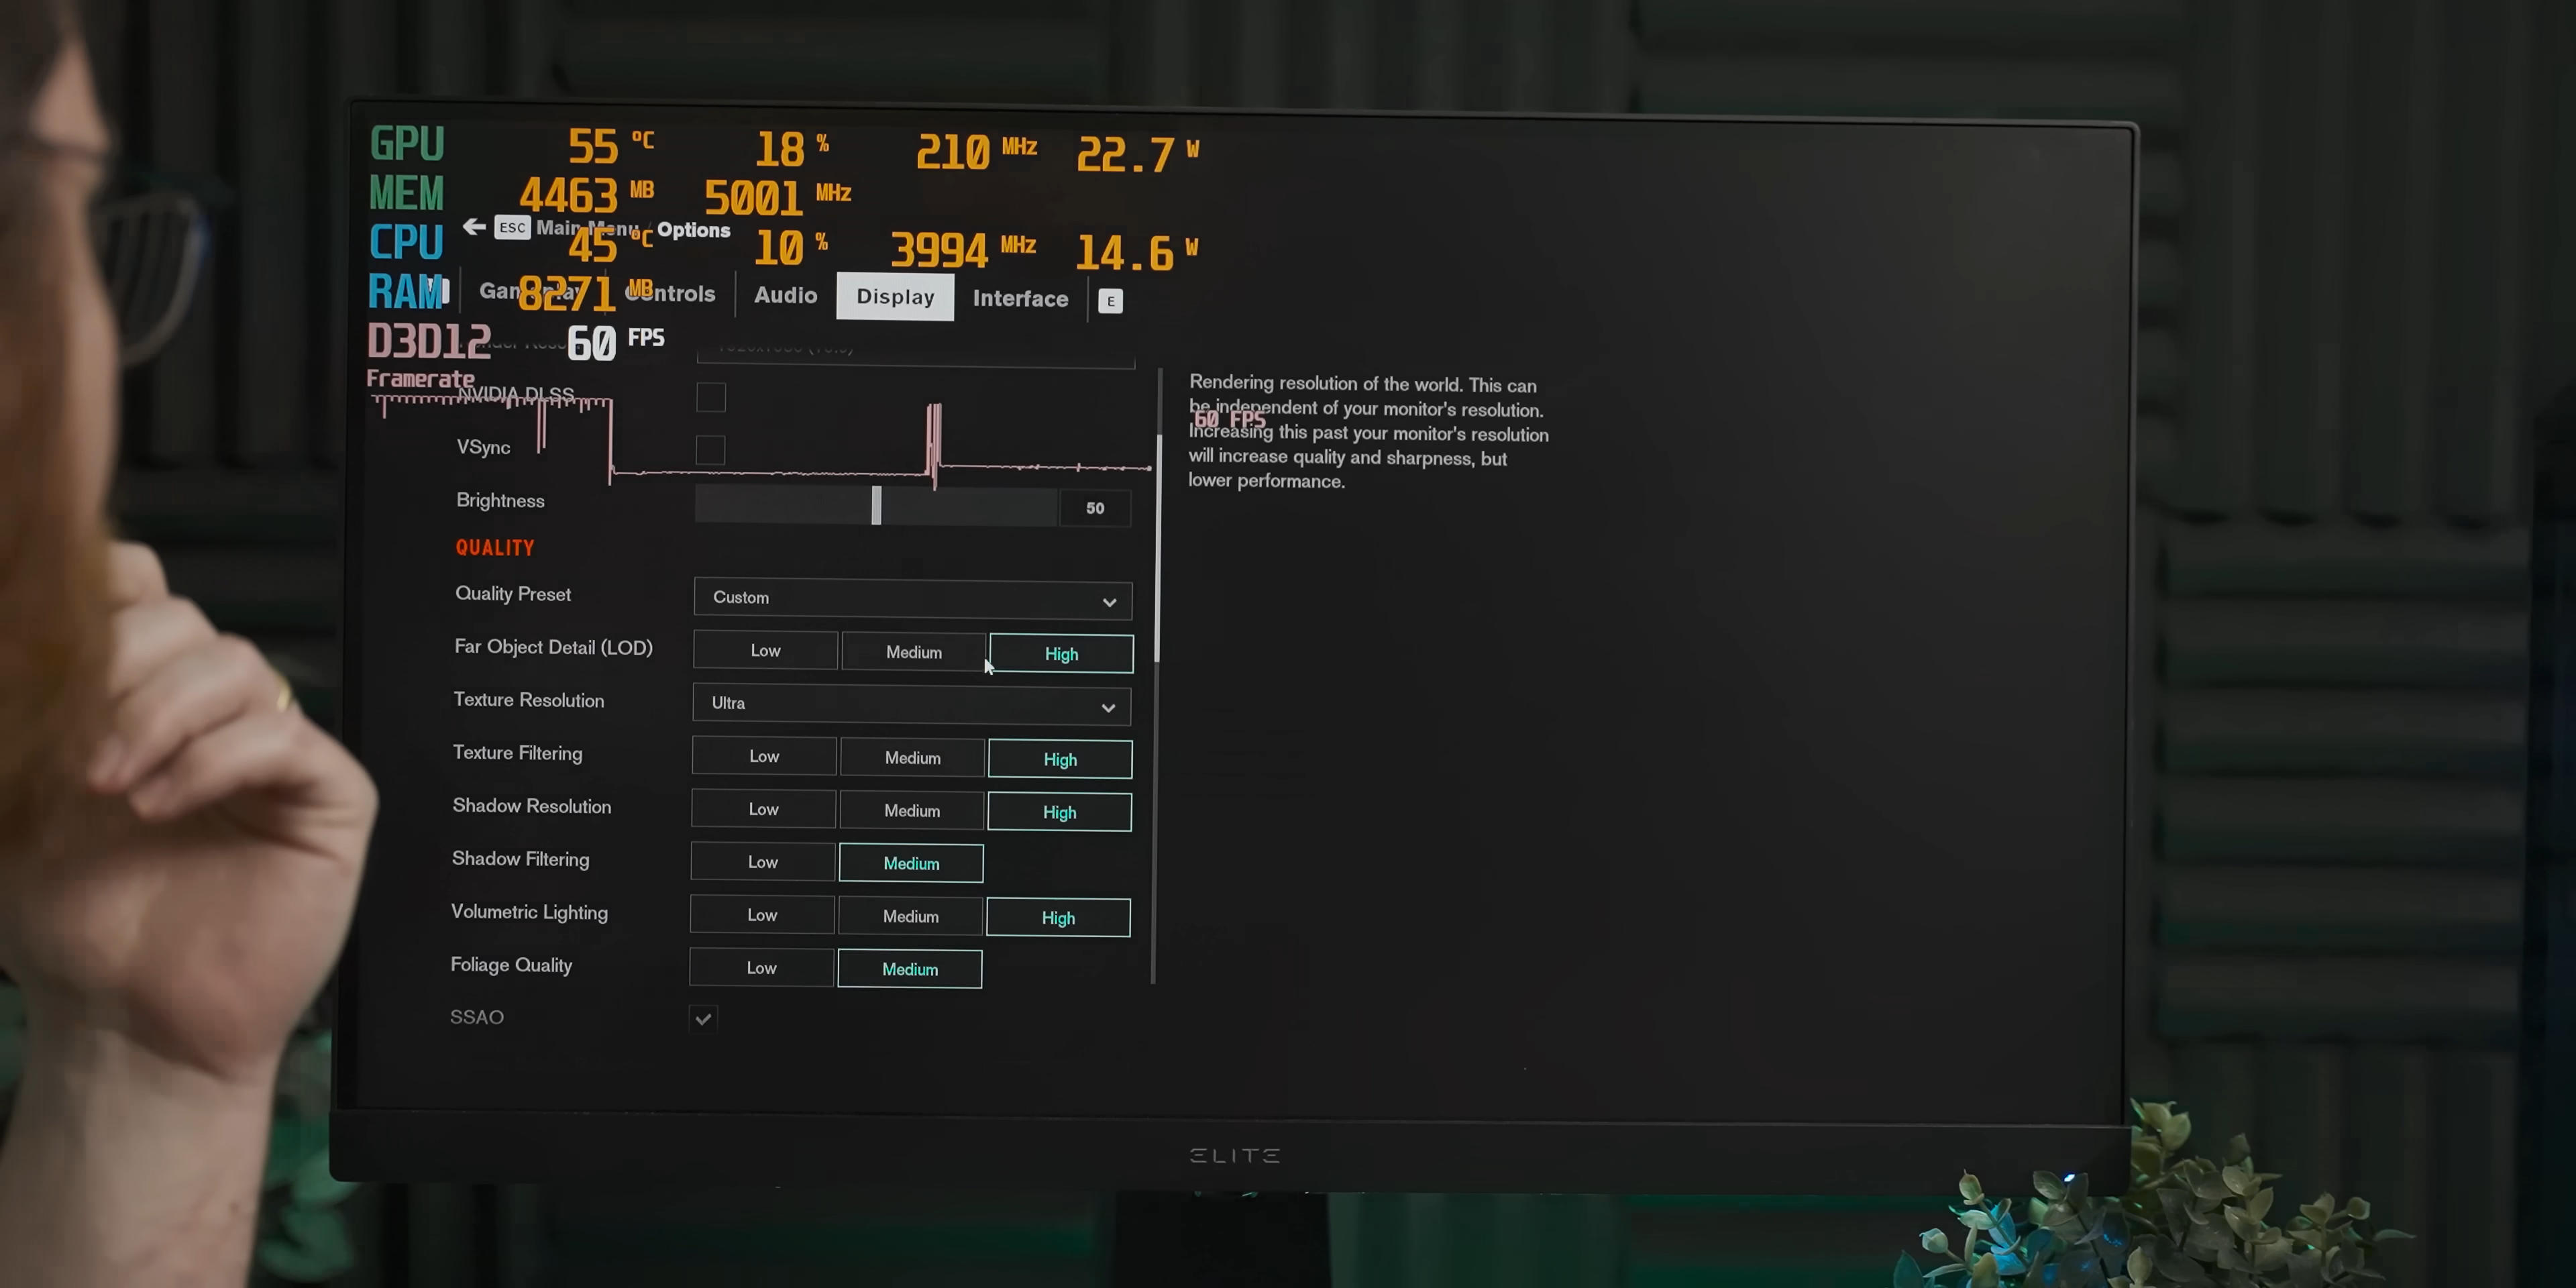 GPU 55 °C 18 % 210 MHz 22.7 W
MEM 4463 MB 5001 MHz
← ESC Main Menu Options
CPU 45 °C 10 % 3994 MHz 14.6 W
RAM 8271 MB
Gameplay Controls Audio Display Interface E
D3D12 60 FPS
Framerate
NVIDIA DLSS
60 FPS
VSync
Brightness 50
Rendering resolution of the world. This can
be independent of your monitor's resolution.
Increasing this past your monitor's resolution
will increase quality and sharpness, but
lower performance.
QUALITY
Quality Preset Custom
Far Object Detail (LOD) Low Medium High
Texture Resolution Ultra
Texture Filtering Low Medium High
Shadow Resolution Low Medium High
Shadow Filtering Low Medium
Volumetric Lighting Low Medium High
Foliage Quality Low Medium
SSAO
ELITE